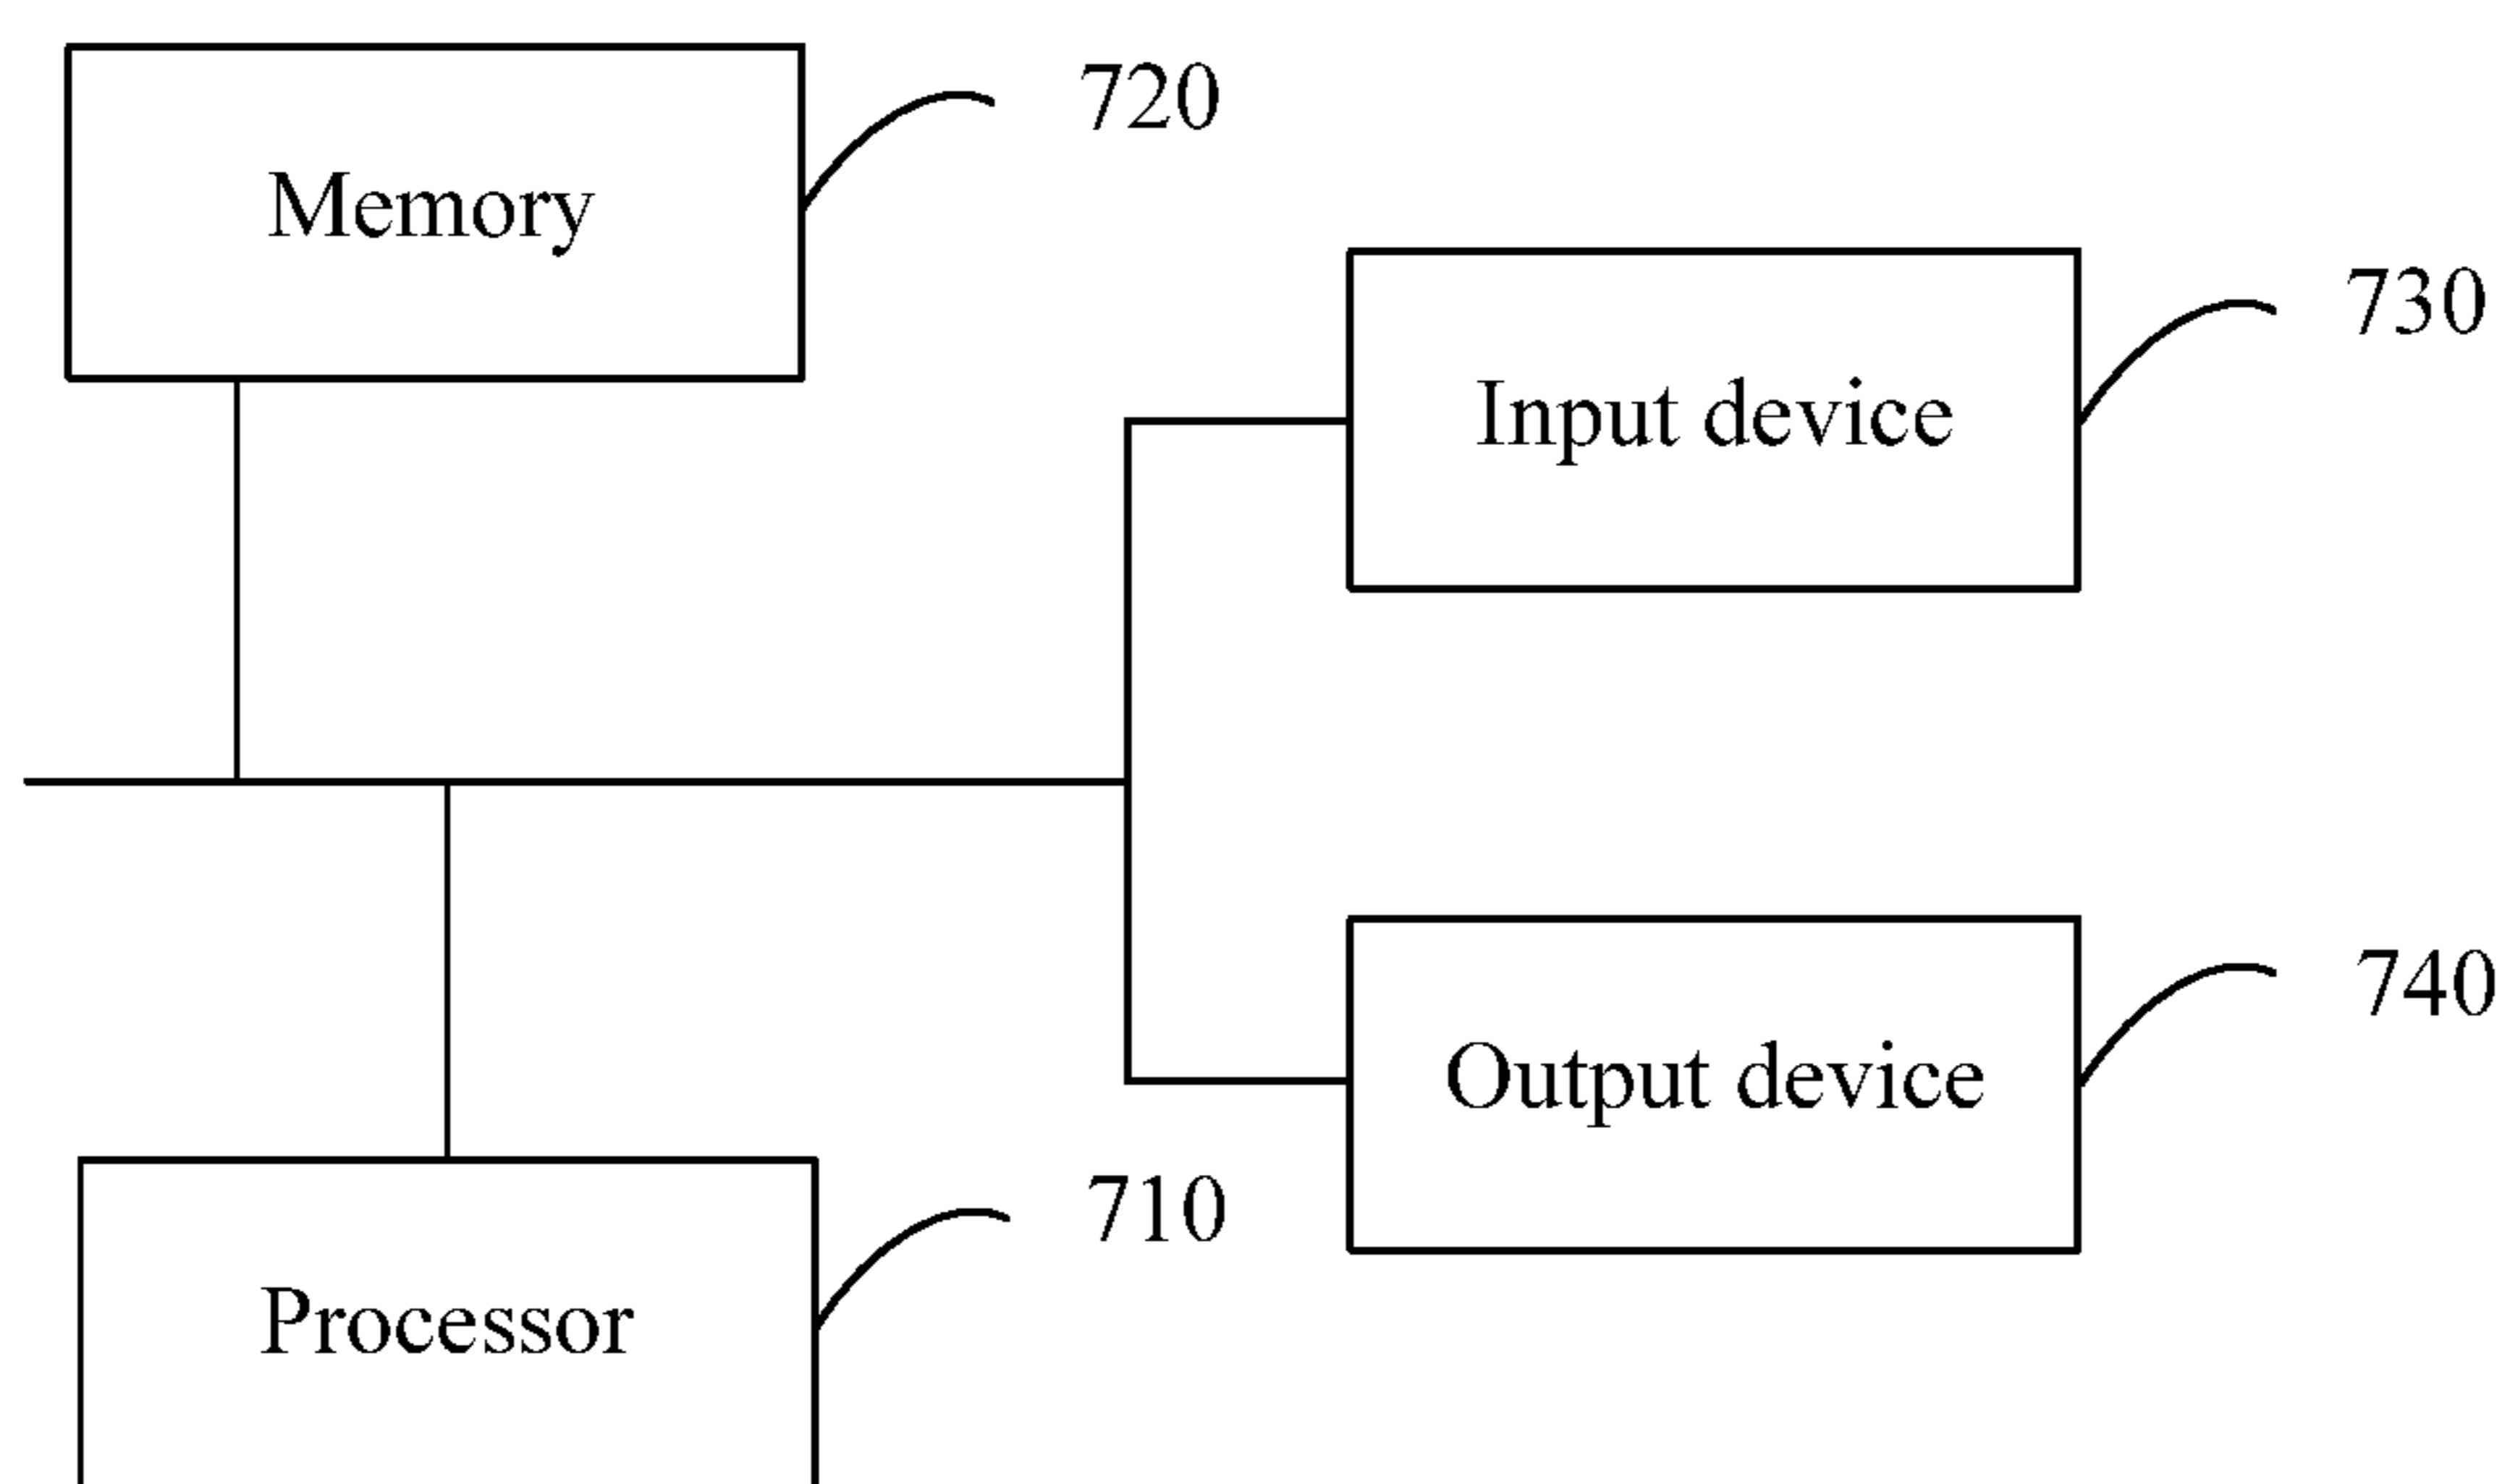 720
Memory
730
Input device
740
Output device
710
Processor